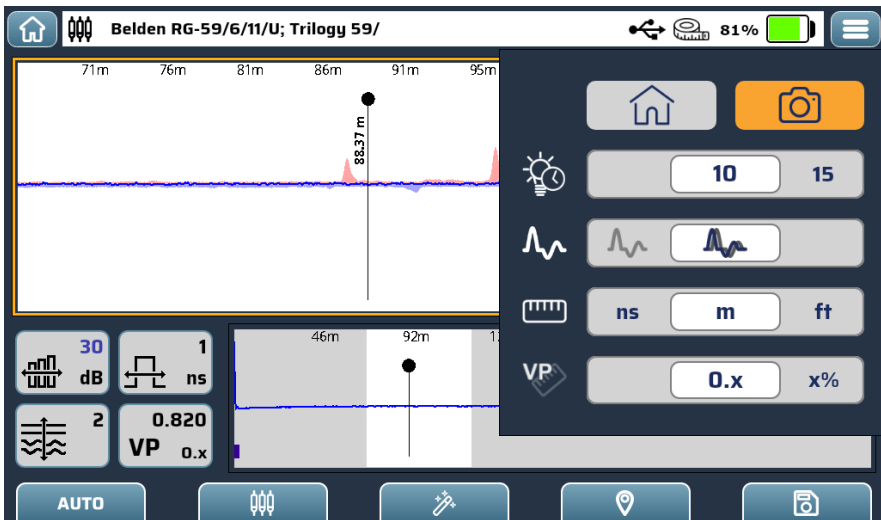 Belden RG-59/6/11/U; Trilogy 59/
81%
71m 76m 81m 86m 91m 95m
88.37 m
10 15
ns m ft
VP 0.x x%
30
dB
1
ns
2
0.820
VP 0.x
46m 92m
AUTO